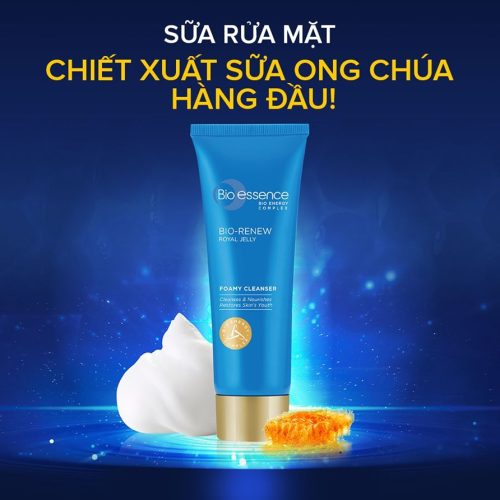 SỮA RỬA MẶT
CHIẾT XUẤT SỮA ONG CHÚA
HÀNG ĐẦU!
Bio essence
BIO ENERGY
COMPLEX
BIO-RENEW
ROYAL JELLY
FOAMY CLEANSER
Cleanses & Nourishes
Restores Skin's Youth